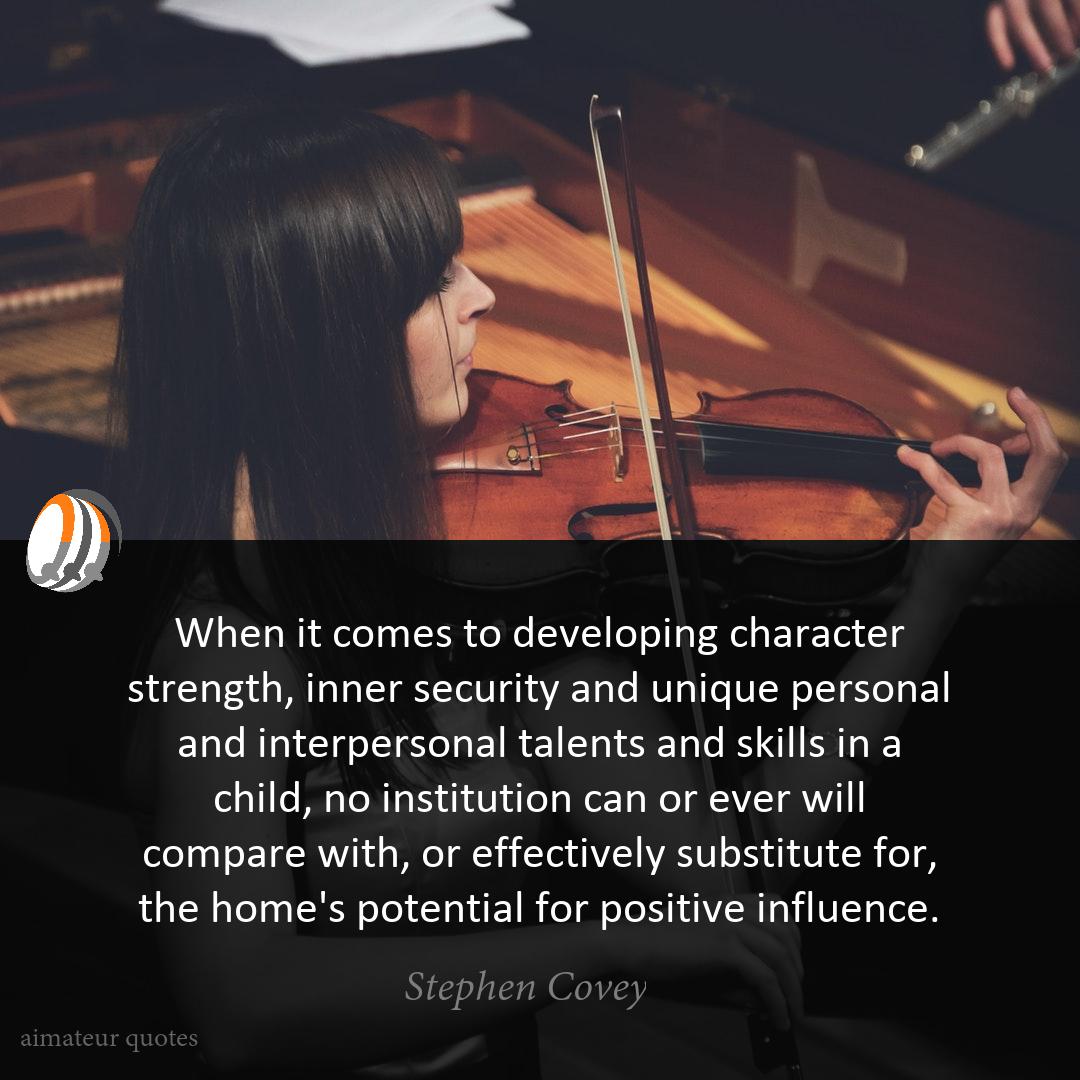 When it comes to developing character
strength, inner security and unique personal
and interpersonal talents and skills in a
child, no institution can or ever will
compare with, or effectively substitute for,
the home's potential for positive influence.
Stephen Covey
aimateur quotes